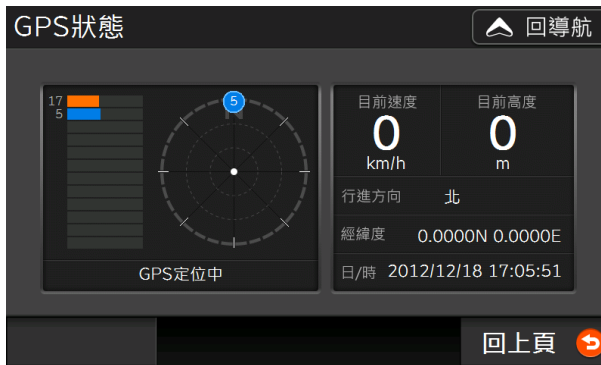 GPS狀態
回導航
17
5
5
N
GPS定位中
目前速度
0
km/h
目前高度
0
m
行進方向 北
經緯度 0.0000N 0.0000E
日/時 2012/12/18 17:05:51
回上頁